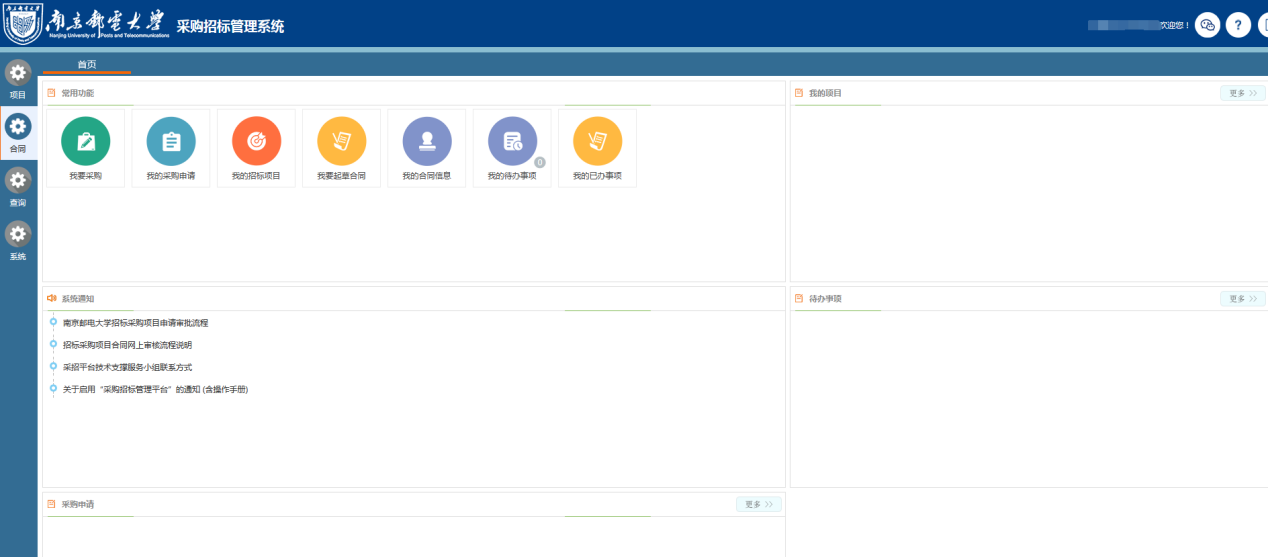 南京郵電大學
Nanjing University of Posts and Telecommunications
采购招标管理系统
欢迎您！
?
首页
项目
合同
查询
系统
常用功能
我要采购
我的采购申请
我的招标项目
我要起草合同
我的合同信息
我的待办事项
0
我的已办事项
我的项目
更多 >>
系统通知
南京邮电大学招标采购项目申请审批流程
招标采购项目合同网上审核流程说明
采招平台技术支撑服务小组联系方式
关于启用“采购招标管理平台”的通知 (含操作手册)
待办事项
更多 >>
采购申请
更多 >>